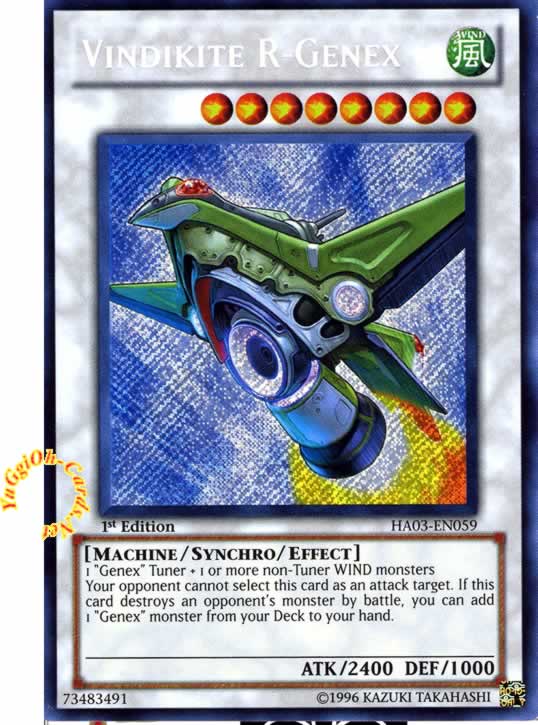 VINDIKITE R-GENEX
WIND
風
YuGgiOh-Cards.Net
1st Edition
HA03-EN059
[MACHINE/SYNCHRO/EFFECT]
1 "Genex" Tuner + 1 or more non-Tuner WIND monsters
Your opponent cannot select this card as an attack target. If this
card destroys an opponent's monster by battle, you can add
1 "Genex" monster from your Deck to your hand.
ATK/2400 DEF/1000
73483491
©1996 KAZUKI TAKAHASHI